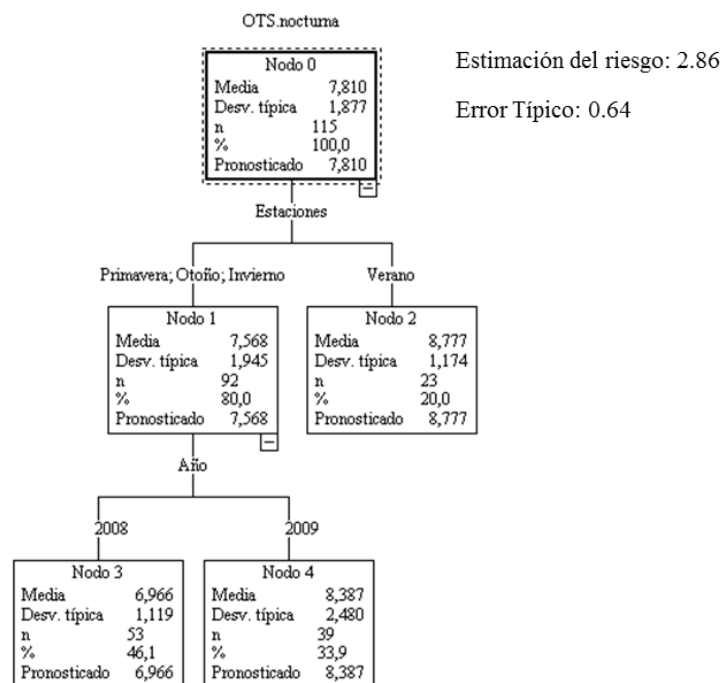 OTS.nocturna
Estimación del riesgo: 2.86
Error Típico: 0.64
Nodo 0
Media 7,810
Desv. típica 1,877
n 115
% 100,0
Pronosticado 7,810
Estaciones
Primavera; Otoño; Invierno
Verano
Nodo 1
Media 7,568
Desv. típica 1,945
n 92
% 80,0
Pronosticado 7,568
Nodo 2
Media 8,777
Desv. típica 1,174
n 23
% 20,0
Pronosticado 8,777
Año
2008
2009
Nodo 3
Media 6,966
Desv. típica 1,119
n 53
% 46,1
Pronosticado 6,966
Nodo 4
Media 8,387
Desv. típica 2,480
n 39
% 33,9
Pronosticado 8,387